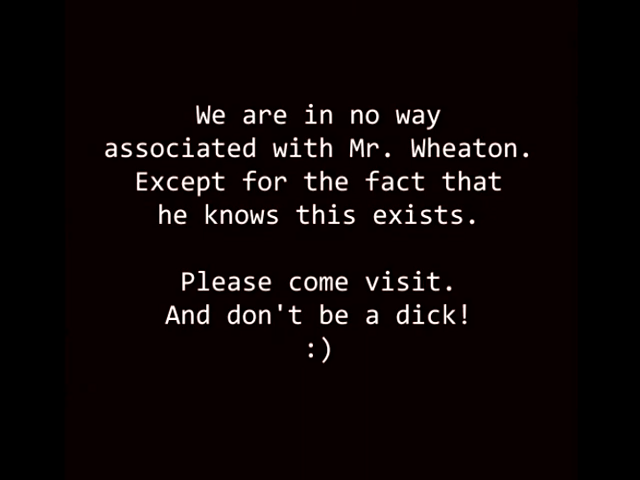 We are in no way
associated with Mr. Wheaton.
Except for the fact that
he knows this exists.
Please come visit.
And don't be a dick!
:)